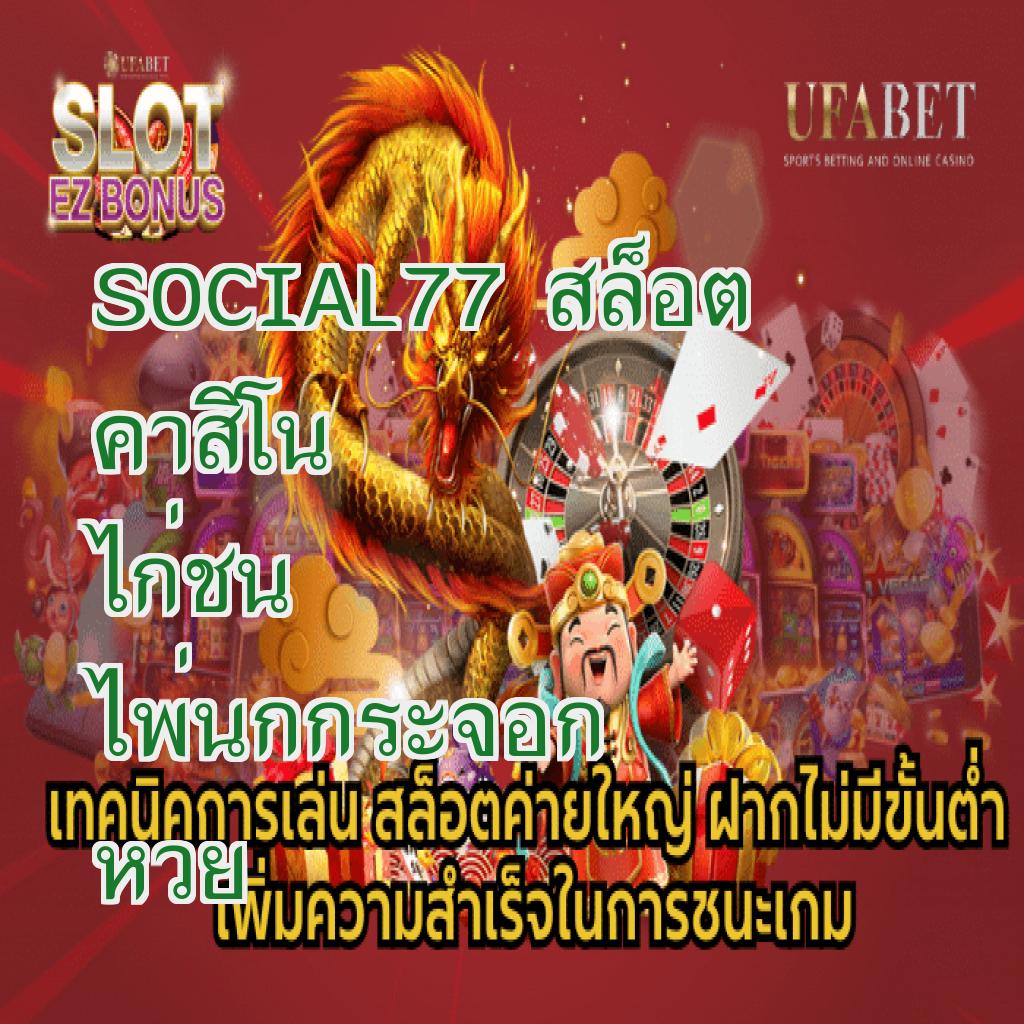 UFABET
SLOT
EZ BONUS
UFABET
SPORTS BETTING AND ONLINE CASINO
SOCIAL77 สล็อต
คาสิโน
ไก่ชน
ไพ่นกกระจอก
เทคนิคการเล่น สล็อตค่ายใหญ่ ฝากไม่มีขั้นต่ำ
หวย
เพิ่มความสำเร็จในการชนะเกม